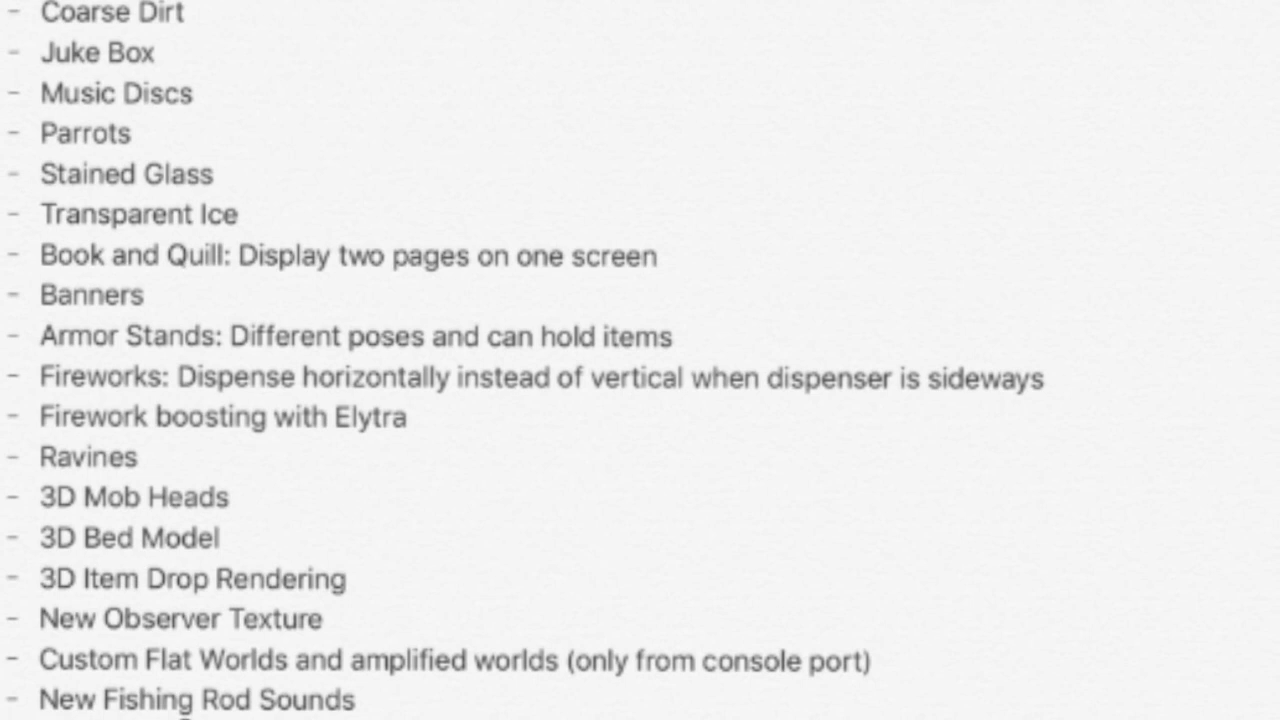 - Coarse Dirt
- Juke Box
- Music Discs
- Parrots
- Stained Glass
- Transparent Ice
- Book and Quill: Display two pages on one screen
- Banners
- Armor Stands: Different poses and can hold items
- Fireworks: Dispense horizontally instead of vertical when dispenser is sideways
- Firework boosting with Elytra
- Ravines
- 3D Mob Heads
- 3D Bed Model
- 3D Item Drop Rendering
- New Observer Texture
- Custom Flat Worlds and amplified worlds (only from console port)
- New Fishing Rod Sounds